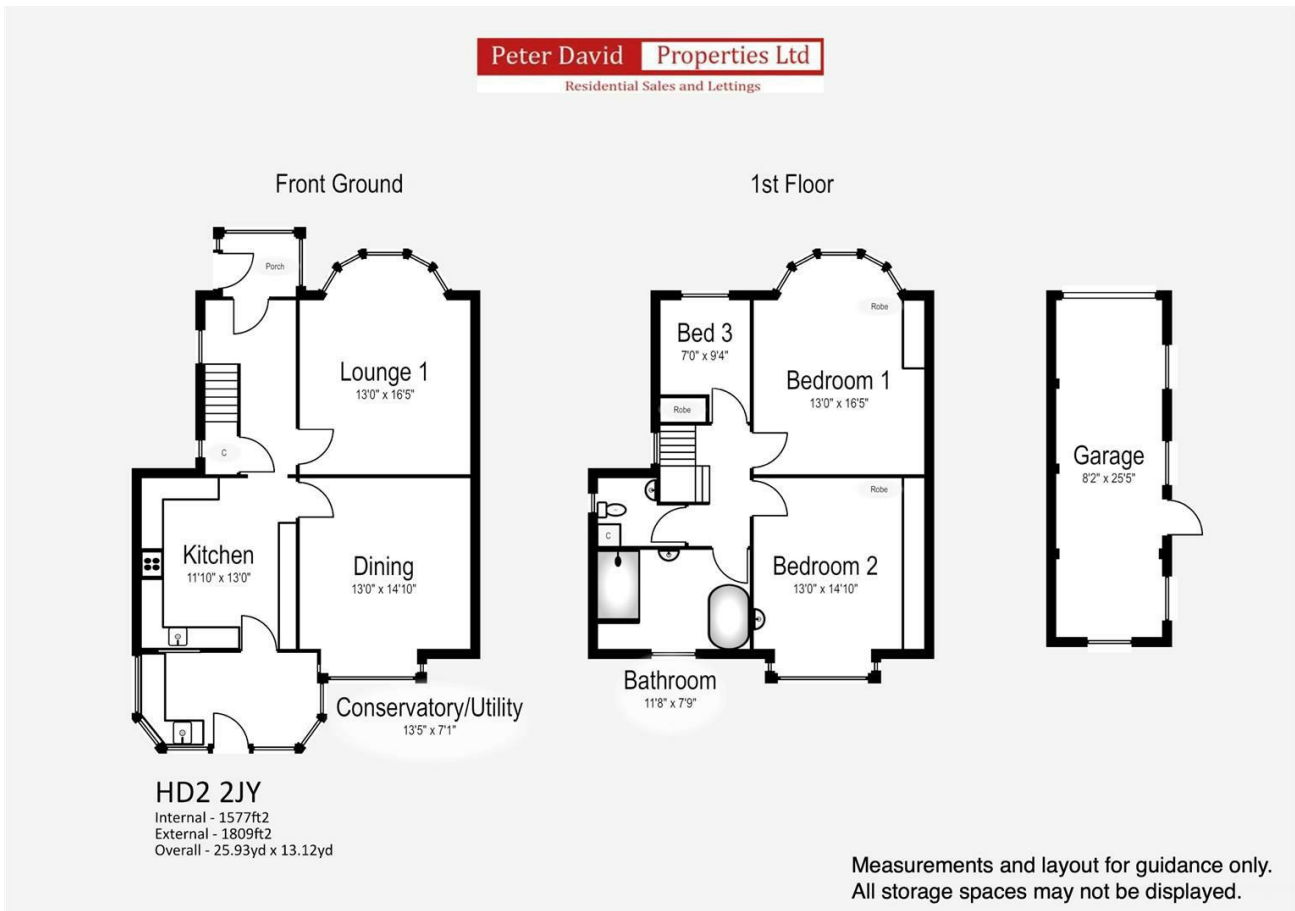 Peter David Properties Ltd
Residential Sales and Lettings
Front Ground
1st Floor
Porch
Lounge 1
13'0" x 16'5"
C
Kitchen
11'10" x 13'0"
Dining
13'0" x 14'10"
Conservatory/Utility
13'5" x 7'1"
Bed 3
7'0" x 9'4"
Robe
Robe
Bedroom 1
13'0" x 16'5"
Robe
C
Bedroom 2
13'0" x 14'10"
Bathroom
11'8" x 7'9"
Garage
8'2" x 25'5"
HD2 2JY
Internal - 1577ft2
External - 1809ft2
Overall - 25.93yd x 13.12yd
Measurements and layout for guidance only.
All storage spaces may not be displayed.